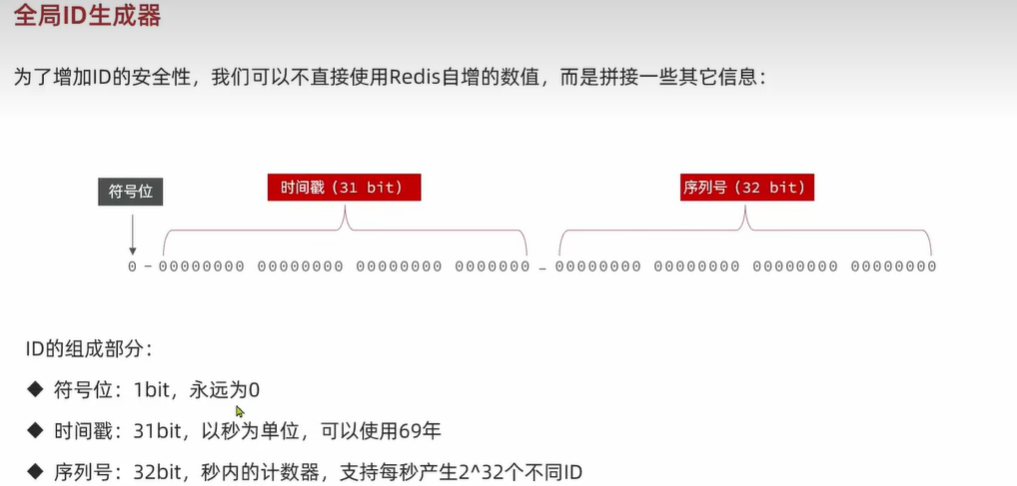 全局ID生成器
为了增加ID的安全性，我们可以不直接使用Redis自增的数值，而是拼接一些其它信息：
符号位
时间戳（31 bit）
序列号（32 bit）
0-00000000 00000000 00000000 0000000 - 00000000 00000000 00000000 00000000
ID的组成部分：
◆ 符号位：1bit，永远为0
◆ 时间戳：31bit，以秒为单位，可以使用69年
◆ 序列号：32bit，秒内的计数器，支持每秒产生2^32个不同ID